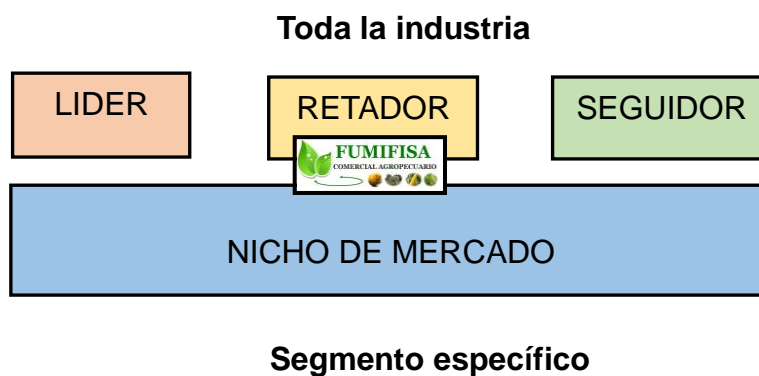 Toda la industria
LIDER
RETADOR
SEGUIDOR
FUMIFISA
COMERCIAL AGROPECUARIO
NICHO DE MERCADO
Segmento específico